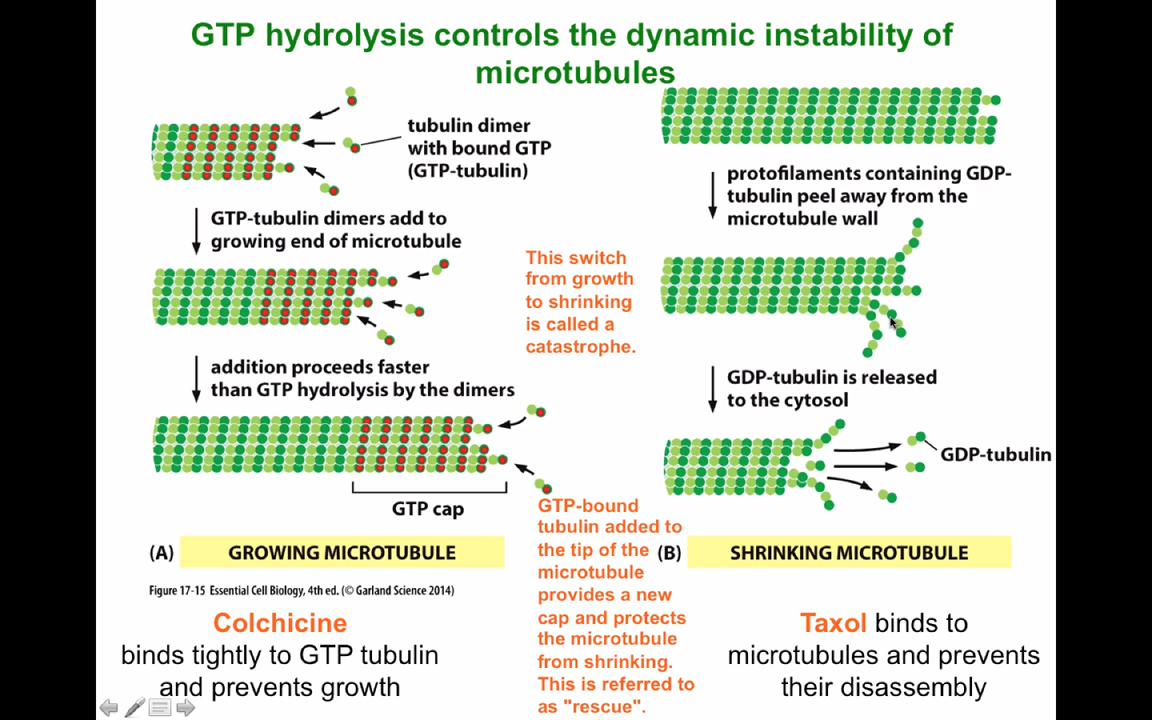 GTP hydrolysis controls the dynamic instability of
microtubules
tubulin dimer
with bound GTP
(GTP-tubulin)
GTP-tubulin dimers add to
growing end of microtubule
addition proceeds faster
than GTP hydrolysis by the dimers
GTP cap
(A)
GROWING MICROTUBULE
Figure 17-15 Essential Cell Biology, 4th ed. (© Garland Science 2014)
Colchicine
binds tightly to GTP tubulin
and prevents growth
This switch
from growth
to shrinking
is called a
catastrophe.
GTP-bound
tubulin added to
the tip of the
microtubule
provides a new
cap and protects
the microtubule
from shrinking.
This is referred to
as "rescue".
protofilaments containing GDP-
tubulin peel away from the
microtubule wall
GDP-tubulin is released
to the cytosol
GDP-tubulin
(B)
SHRINKING MICROTUBULE
Taxol binds to
microtubules and prevents
their disassembly